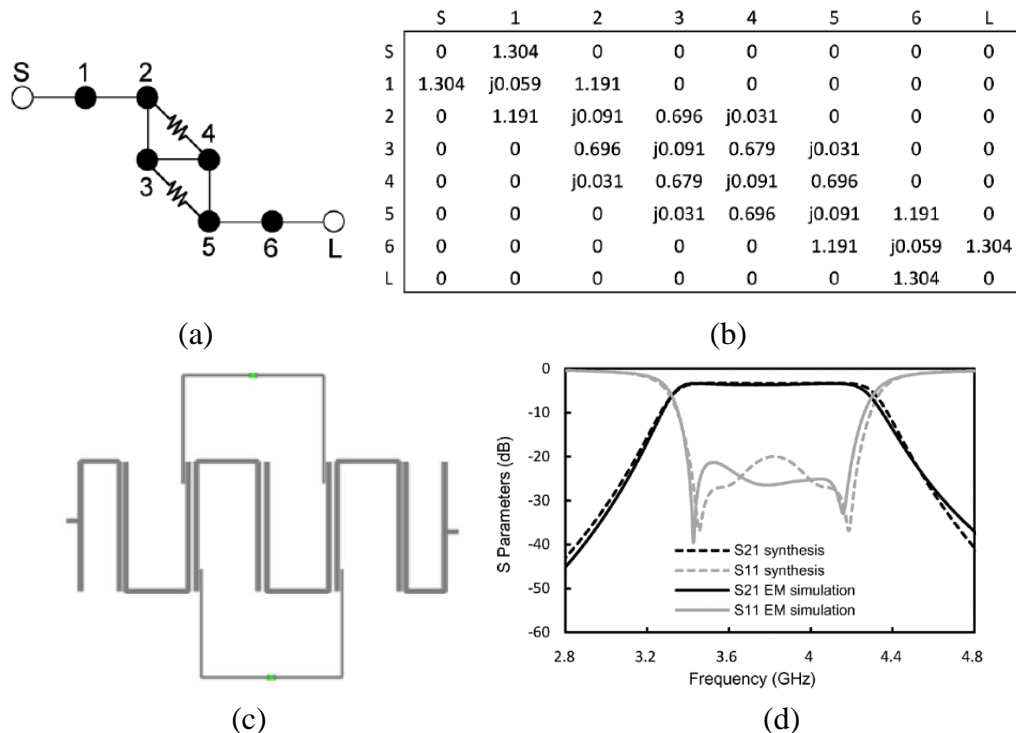 S 1 2
3 4
5 6 L
(a)
S 1 2 3 4 5 6 L
S 0 1.304 0 0 0 0 0 0
1 1.304 j0.059 1.191 0 0 0 0 0
2 0 1.191 j0.091 0.696 j0.031 0 0 0
3 0 0 0.696 j0.091 0.679 j0.031 0 0
4 0 0 j0.031 0.679 j0.091 0.696 0 0
5 0 0 0 j0.031 0.696 j0.091 1.191 0
6 0 0 0 0 0 1.191 j0.059 1.304
L 0 0 0 0 0 0 1.304 0
(b)
(c)
S Parameters (dB)
0
-10
-20
-30
-40
-50
-60
S21 synthesis
S11 synthesis
S21 EM simulation
S11 EM simulation
2.8 3.2 3.6 4 4.4 4.8
Frequency (GHz)
(d)